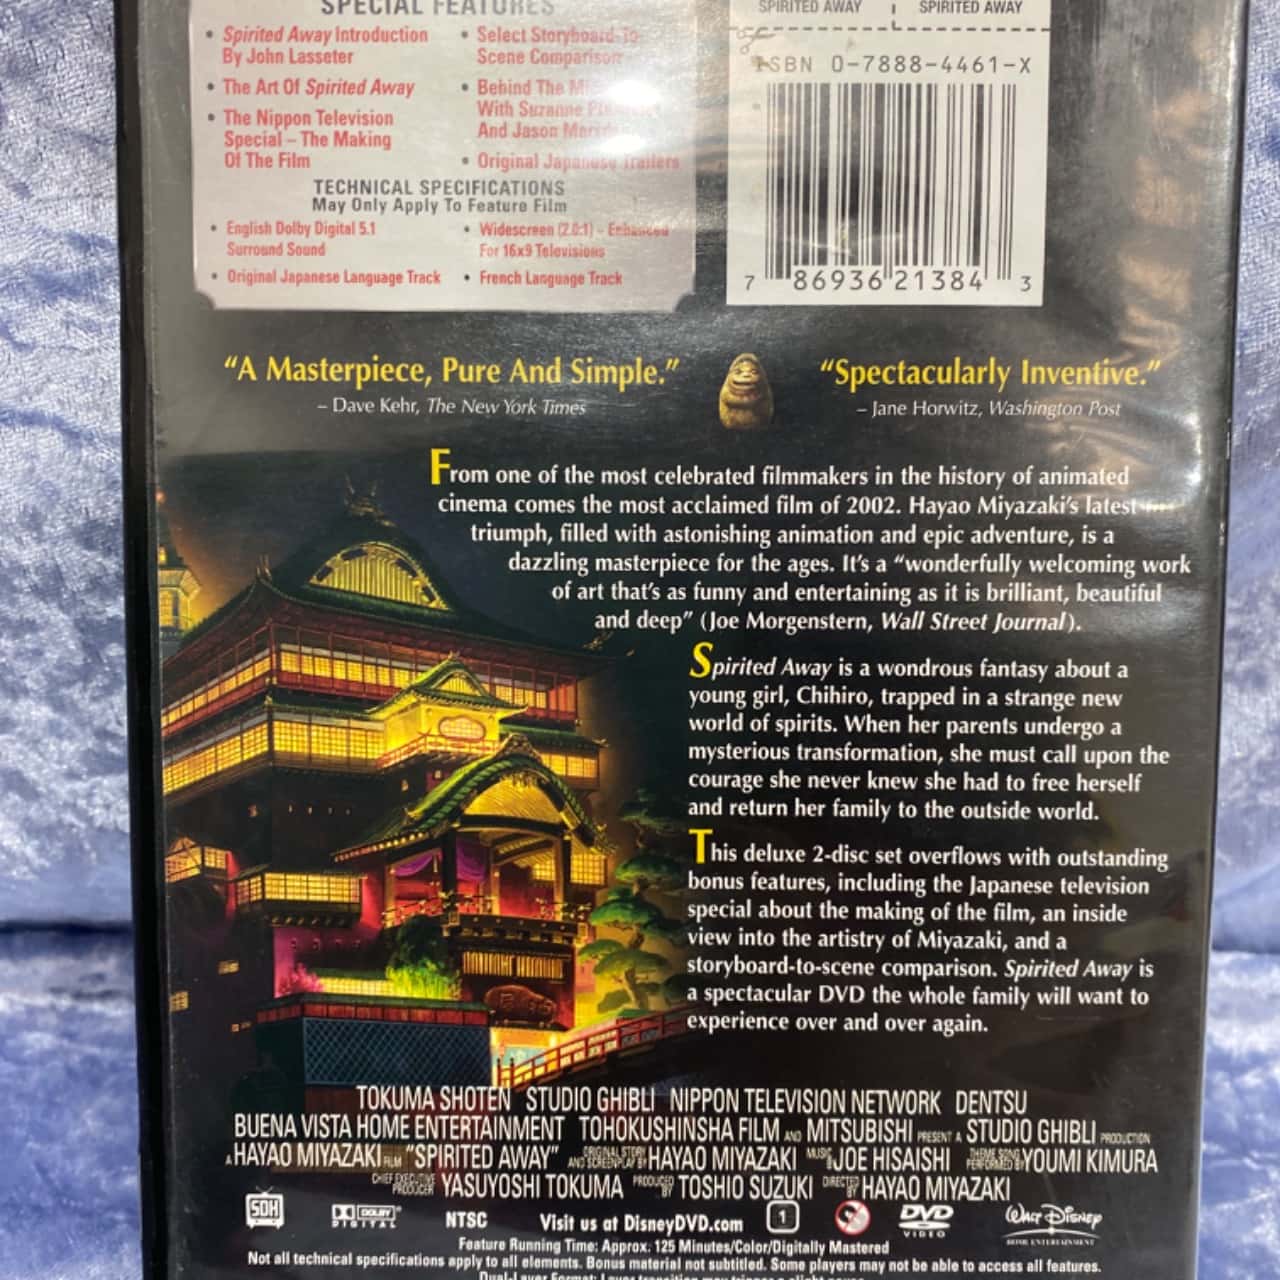 SPECIAL FEATURES
• Spirited Away Introduction
By John Lasseter
• The Art Of Spirited Away
• The Nippon Television
Special – The Making
Of The Film
• Select Storyboard-To-
Scene Comparison
• Behind The
With Suzanne
And Jason
• Original Japanese Trailers
TECHNICAL SPECIFICATIONS
May Only Apply To Feature Film
• English Dolby Digital 5.1
Surround Sound
• Original Japanese Language Track
• Widescreen (2.0:1) – Enhanced
For 16x9 Televisions
• French Language Track
SPIRITED AWAY
SPIRITED AWAY
ISBN 0-7888-4461-X
7 86936 21384 3
“A Masterpiece, Pure And Simple.”
– Dave Kehr, The New York Times
“Spectacularly Inventive.”
– Jane Horwitz, Washington Post
From one of the most celebrated filmmakers in the history of animated
cinema comes the most acclaimed film of 2002. Hayao Miyazaki's latest
triumph, filled with astonishing animation and epic adventure, is a
dazzling masterpiece for the ages. It's a “wonderfully welcoming work
of art that's as funny and entertaining as it is brilliant, beautiful
and deep” (Joe Morgenstern, Wall Street Journal).
Spirited Away is a wondrous fantasy about a
young girl, Chihiro, trapped in a strange new
world of spirits. When her parents undergo a
mysterious transformation, she must call upon the
courage she never knew she had to free herself
and return her family to the outside world.
This deluxe 2-disc set overflows with outstanding
bonus features, including the Japanese television
special about the making of the film, an inside
view into the artistry of Miyazaki, and a
storyboard-to-scene comparison. Spirited Away is
a spectacular DVD the whole family will want to
experience over and over again.
TOKUMA SHOTEN STUDIO GHIBLI NIPPON TELEVISION NETWORK DENTSU
BUENA VISTA HOME ENTERTAINMENT TOHOKUSHINSHA FILM AND MITSUBISHI PRESENT A STUDIO GHIBLI PRODUCTION
A HAYAO MIYAZAKI FILM “SPIRITED AWAY” ORIGINAL STORY AND SCREENPLAY BY HAYAO MIYAZAKI MUSIC BY JOE HISAISHI THEME SONG PERFORMED BY YOUMI KIMURA
CHIEF EXECUTIVE PRODUCER YASUYOSHI TOKUMA PRODUCED BY TOSHIO SUZUKI DIRECTED BY HAYAO MIYAZAKI
SDH DOLBY DIGITAL NTSC Visit us at DisneyDVD.com 1 DVD VIDEO WALT DISNEY HOME ENTERTAINMENT
Feature Running Time: Approx. 125 Minutes/Color/Digitally Mastered
Not all technical specifications apply to all elements. Bonus material not subtitled. Some players may not be able to access all features.
Dual-Layer Format: Layer transition may trigger a slight pause.